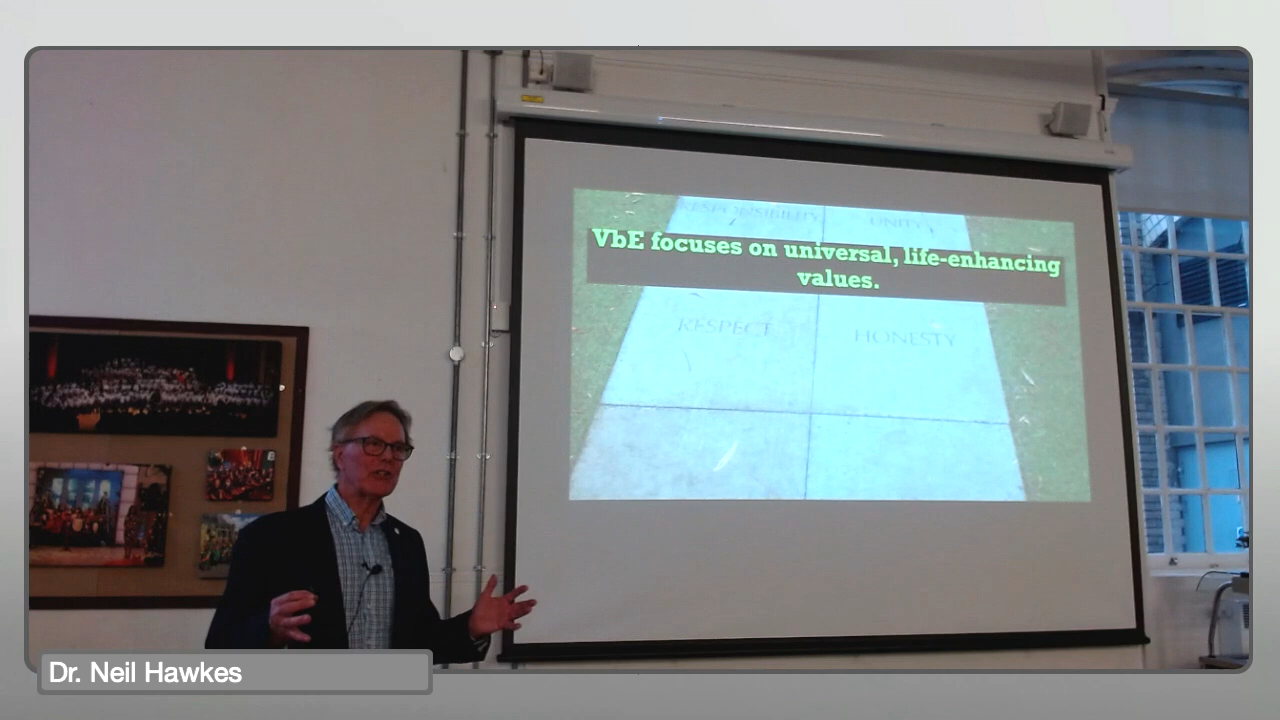 RESPONSIBILITY UNITY
VbE focuses on universal, life-enhancing
values.
RESPECT HONESTY
Dr. Neil Hawkes